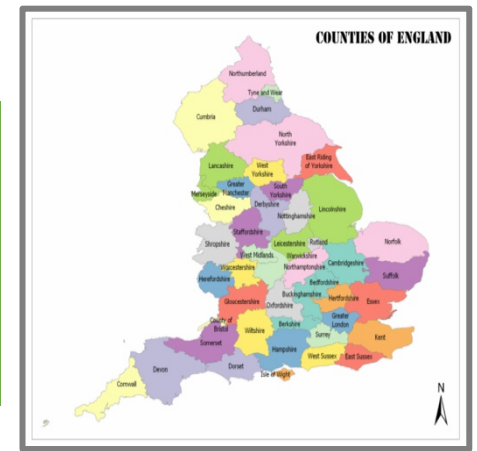 COUNTIES OF ENGLAND
Northumberland
Tyne and Wear
Durham
Cumbria
North
Yorkshire
East Riding
of Yorkshire
Lancashire
West
Yorkshire
Greater
Manchester
Merseyside
South
Yorkshire
Cheshire
Derbyshire
Nottinghamshire
Lincolnshire
Staffordshire
Shropshire
Leicestershire
Rutland
Norfolk
West Midlands
Warwickshire
Cambridgeshire
Worcestershire
Northamptonshire
Suffolk
Herefordshire
Bedfordshire
Buckinghamshire
Hertfordshire
Essex
Gloucestershire
Oxfordshire
Greater
London
County of
Bristol
Wiltshire
Berkshire
Surrey
Kent
Somerset
Hampshire
West Sussex
East Sussex
Devon
Dorset
Isle of Wight
Cornwall
N